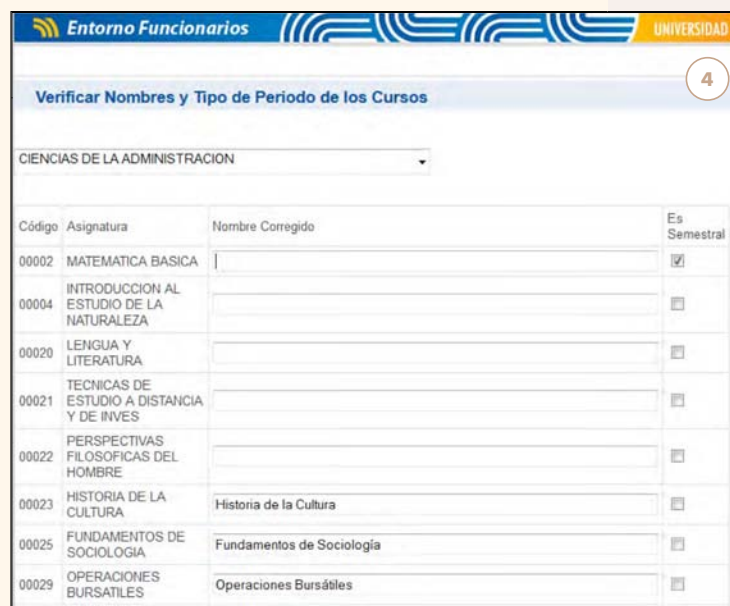 Entorno Funcionarios
UNIVERSIDAD
4
Verificar Nombres y Tipo de Periodo de los Cursos
CIENCIAS DE LA ADMINISTRACION
Código Asignatura Nombre Corregido Es
Semestral
00002 MATEMATICA BASICA
INTRODUCCION AL
00004 ESTUDIO DE LA
NATURALEZA
00020 LENGUA Y
LITERATURA
TECNICAS DE
00021 ESTUDIO A DISTANCIA
Y DE INVES
PERSPECTIVAS
00022 FILOSOFICAS DEL
HOMBRE
00023 HISTORIA DE LA
CULTURA Historia de la Cultura
00025 FUNDAMENTOS DE
SOCIOLOGIA Fundamentos de Sociología
00029 OPERACIONES
BURSATILES Operaciones Bursátiles